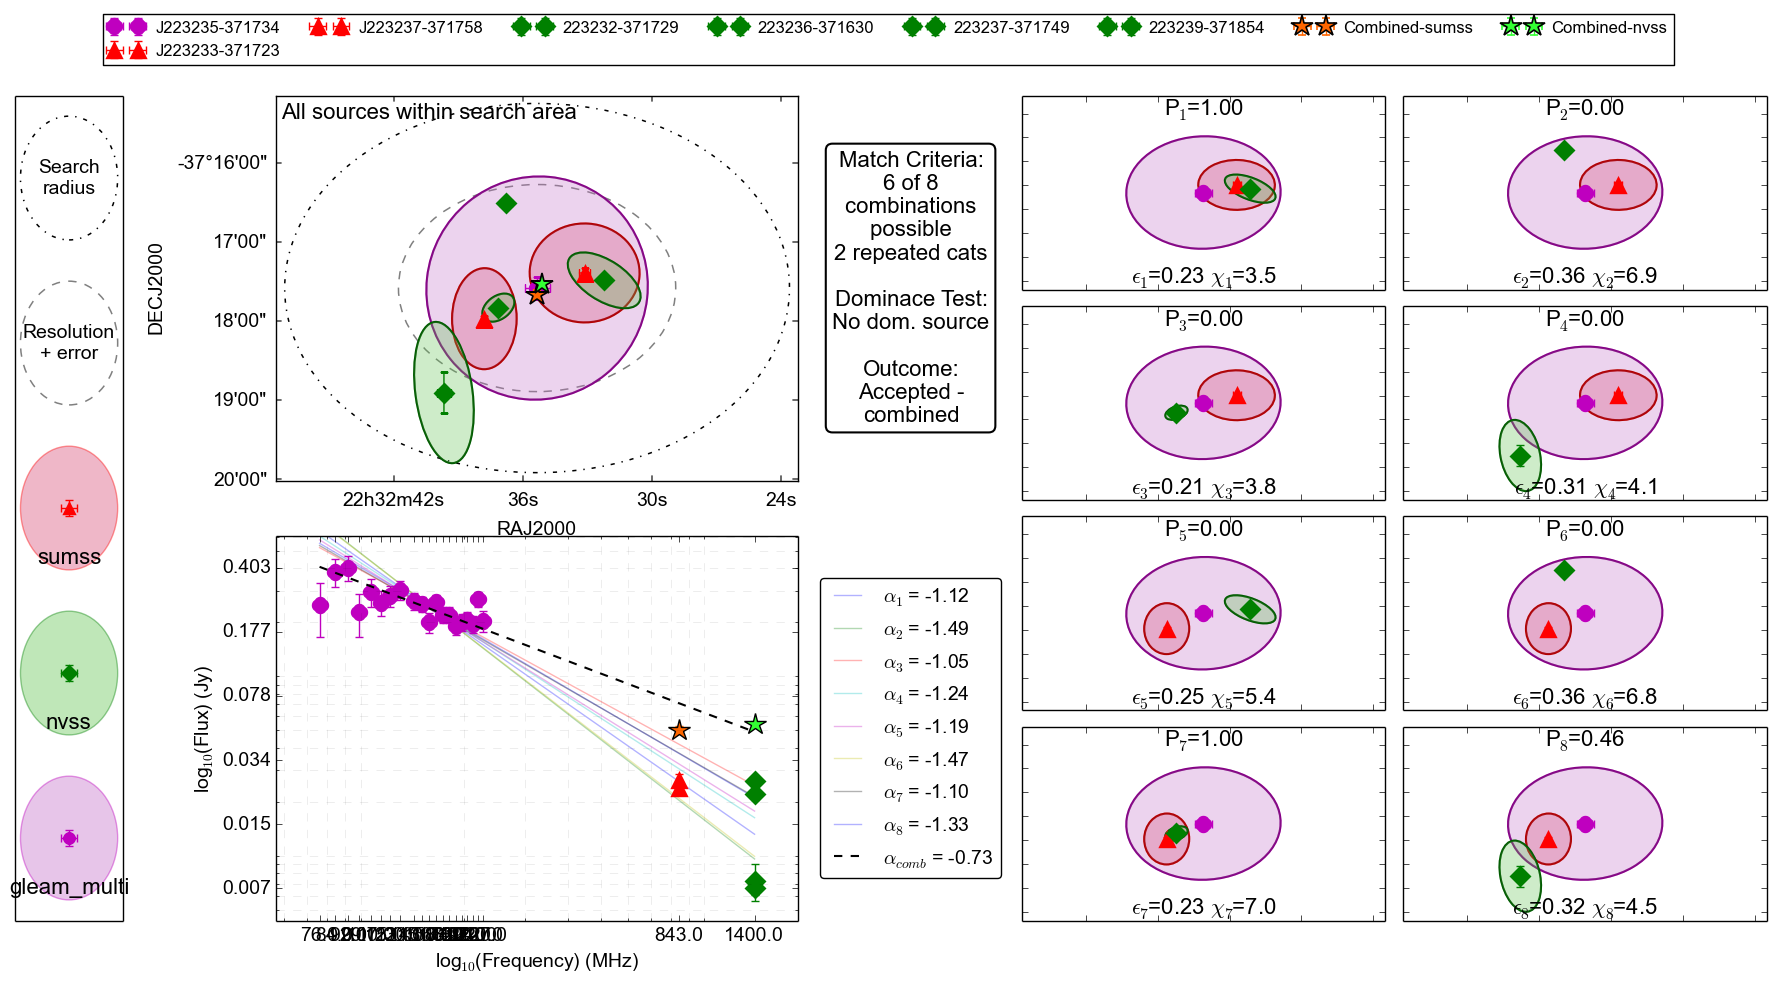 J223235-371734 J223237-371758 223232-371729 223236-371630 223237-371749 223239-371854 Combined-sumss Combined-nvss
J223233-371723
Search
radius
Resolution
+ error
sumss
nvss
gleam_multi
All sources within search area
DECJ2000
-37°16'00"
17'00"
18'00"
19'00"
20'00"
22h32m42s 36s 30s 24s
RAJ2000
Match Criteria:
6 of 8
combinations
possible
2 repeated cats
Dominace Test:
No dom. source
Outcome:
Accepted -
combined
log₁₀(Flux) (Jy)
0.403
0.177
0.078
0.034
0.015
0.007
843.0 1400.0
log₁₀(Frequency) (MHz)
α₁ = -1.12
α₂ = -1.49
α₃ = -1.05
α₄ = -1.24
α₅ = -1.19
α₆ = -1.47
α₇ = -1.10
α₈ = -1.33
α_comb = -0.73
P₁=1.00
ϵ₁=0.23 χ₁=3.5
P₂=0.00
ϵ₂=0.36 χ₂=6.9
P₃=0.00
ϵ₃=0.21 χ₃=3.8
P₄=0.00
ϵ₄=0.31 χ₄=4.1
P₅=0.00
ϵ₅=0.25 χ₅=5.4
P₆=0.00
ϵ₆=0.36 χ₆=6.8
P₇=1.00
ϵ₇=0.23 χ₇=7.0
P₈=0.46
ϵ₈=0.32 χ₈=4.5